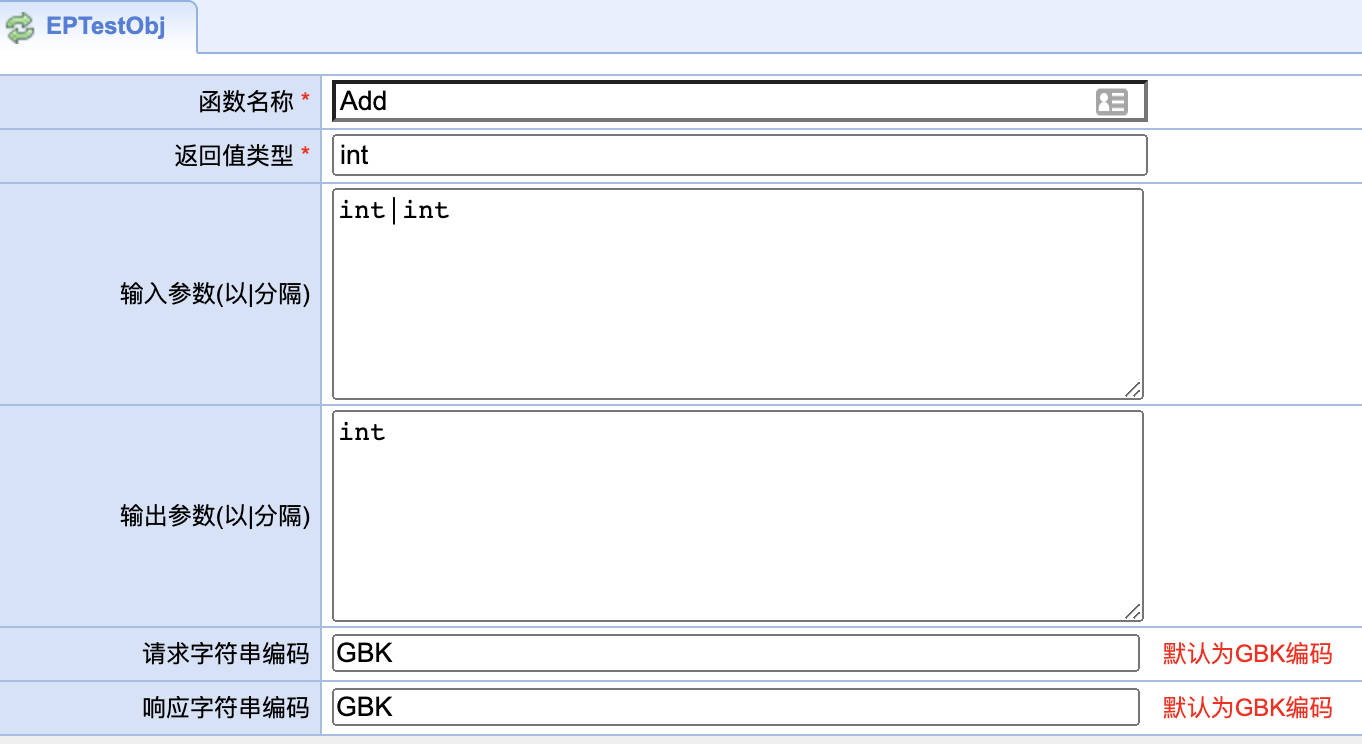 EPTestObj
函数名称 * Add
返回值类型 * int
输入参数(以|分隔) int|int
输出参数(以|分隔) int
请求字符串编码 GBK 默认为GBK编码
响应字符串编码 GBK 默认为GBK编码